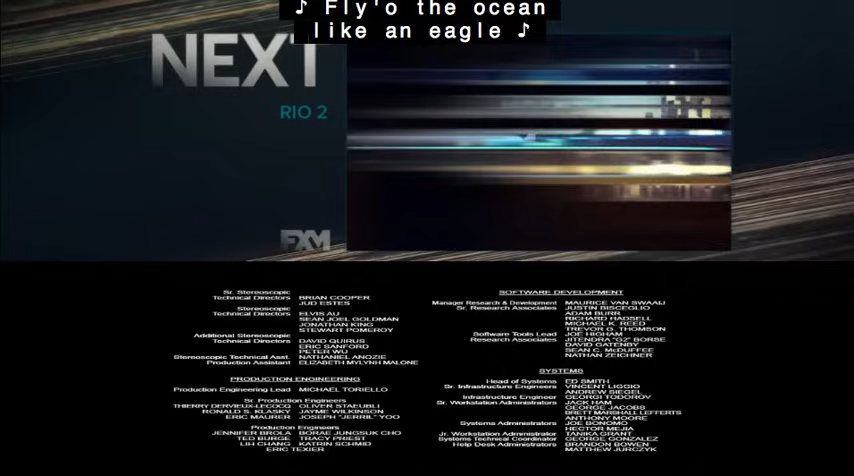 ♪ Fly'o the ocean
like an eagle ♪
NEXT
RIO 2
FXM
Sr. Stereoscopic
Technical Directors BRIAN COOPER
JUD ESTES
Stereoscopic
Technical Directors ELVIS AU
SEAN JOEL GOLDMAN
JONATHAN KING
STEWART POMEROY
Additional Stereoscopic
Technical Directors DAVID QUIRUS
ERIC SANFORD
PETER WU
Stereoscopic Technical Asst. NATHANIEL ANOZIE
Production Assistant ELIZABETH MYLYNH MALONE
PRODUCTION ENGINEERING
Production Engineering Lead MICHAEL TORIELLO
Sr. Production Engineers
THIERRY DERVIEUX-LECOCQ OLIVER STAEUBLI
RONALD S. KLASKY JAYME WILKINSON
ERIC MAURER JOSEPH "JERRIL" YOO
Production Engineers
JENNIFER BROLA BORAE JUNGSUK CHO
TED BURGE TRACY PRIEST
LIH CHANG KATRIN SCHMID
ERIC TEXIER
SOFTWARE DEVELOPMENT
Manager Research & Development MAURICE VAN SWAAIJ
Sr. Research Associates JUSTIN BISCEGLIO
ADAM BURR
RICHARD HADSELL
MICHAEL K. REED
TREVOR G. THOMSON
Software Tools Lead JOE HIGHAM
Research Associates JITENDRA "G2" BORSE
DAVID GATENBY
SEAN C. McDUFFEE
NATHAN ZEICHNER
SYSTEMS
Head of Systems ED SMITH
Sr. Infrastructure Engineers VINCENT LIGGIO
ANDREW SIEGEL
Infrastructure Engineer GEORGI TODOROV
Sr. Workstation Administrators JACK HAM
GEORGE JACOBS
BRETT MARSHALL LEFFERTS
ANTHONY MOORE
Systems Administrators JOE BONOMO
HECTOR MEJIA
Jr. Workstation Administrator TANIKA GRANT
Systems Technical Coordinator GEORGE GONZALEZ
Help Desk Administrators BRANDON BOWEN
MATTHEW JURCZYK